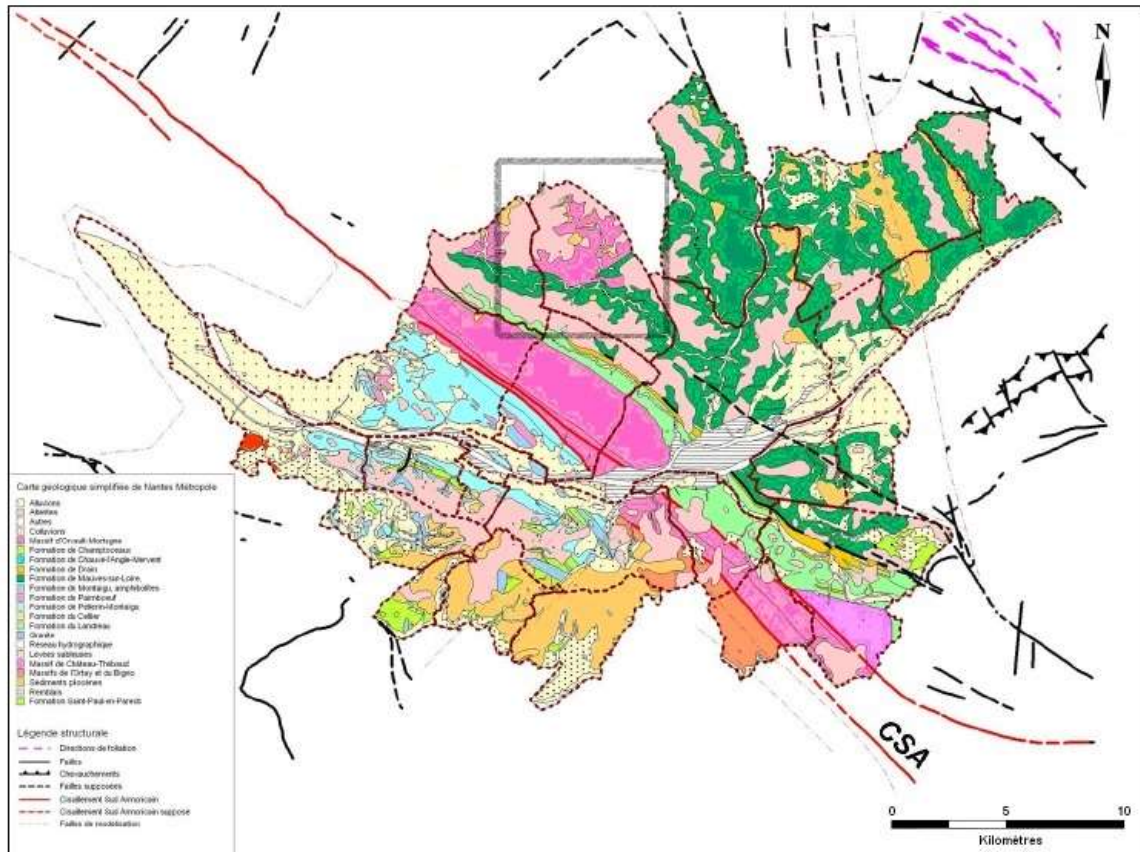 N
Carte géologique simplifiée de Nantes Métropole
Alluvions
Altérites
Autres
Colluvions
Massif d'Orvault-Mortagne
Formation de Champtoceaux
Formation de Chauvé-l'Angle-Mervent
Formation de Drain
Formation de Mauves-sur-Loire,
Formation de Montaigu, amphibolites
Formation de Paimboeuf
Formation de Pellerin-Montaigu
Formation du Cellier
Formation du Landreau
Granite
Réseau hydrographique
Levées sableuses
Massif de Château-Thébaud
Massifs de l'Ortay et du Bignon
Sédiments pliocènes
Remblais
Formation Saint-Paul-en-Pareds
Légende structurale
Directions de foliation
Failles
Chevauchements
Failles supposées
Cisaillement Sud Armoricain
Cisaillement Sud Armoricain supposé
Failles de modélisation
CSA
0 5 10
Kilomètres